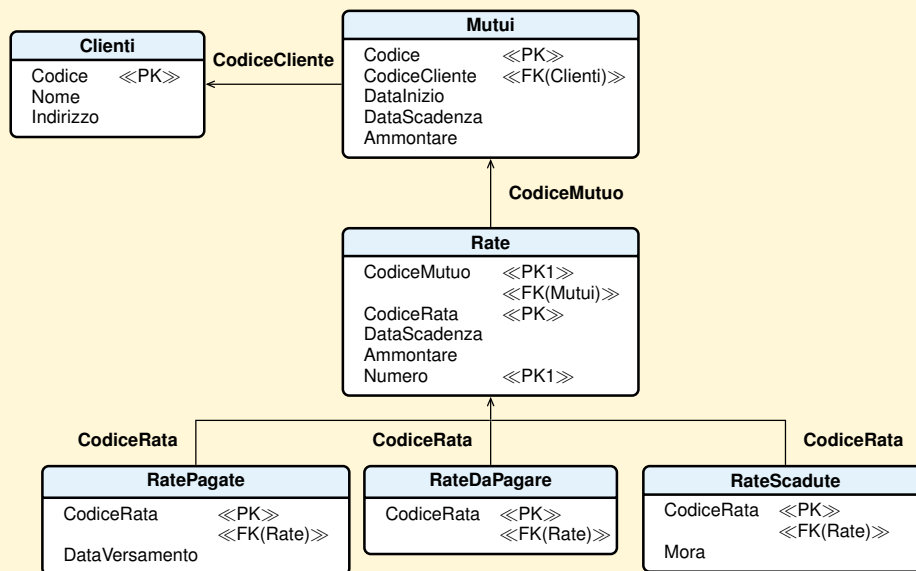 Clienti
Codice ≪PK≫
Nome
Indirizzo
CodiceCliente
Mutui
Codice ≪PK≫
CodiceCliente ≪FK(Clienti)≫
DataInizio
DataScadenza
Ammontare
CodiceMutuo
Rate
CodiceMutuo ≪PK1≫
≪FK(Mutui)≫
CodiceRata ≪PK≫
DataScadenza
Ammontare
Numero ≪PK1≫
CodiceRata
CodiceRata
CodiceRata
RatePagate
CodiceRata ≪PK≫
≪FK(Rate)≫
DataVersamento
RateDaPagare
CodiceRata ≪PK≫
≪FK(Rate)≫
RateScadute
CodiceRata ≪PK≫
≪FK(Rate)≫
Mora